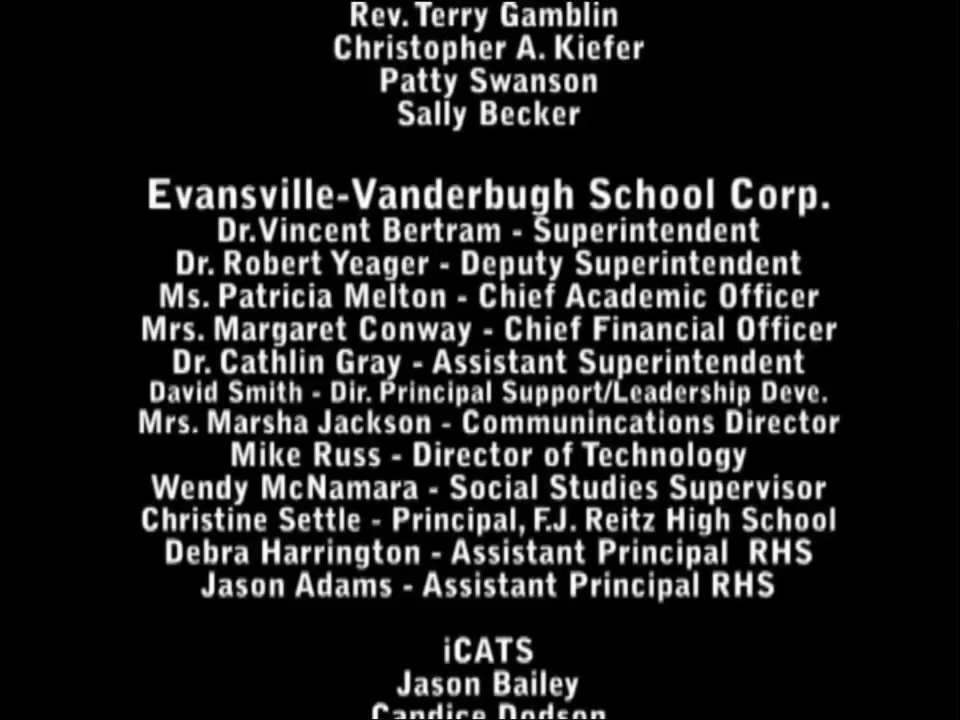 Rev. Terry Gamblin
Christopher A. Kiefer
Patty Swanson
Sally Becker
Evansville-Vanderbugh School Corp.
Dr.Vincent Bertram - Superintendent
Dr. Robert Yeager - Deputy Superintendent
Ms. Patricia Melton - Chief Academic Officer
Mrs. Margaret Conway - Chief Financial Officer
Dr. Cathlin Gray - Assistant Superintendent
David Smith - Dir. Principal Support/Leadership Deve.
Mrs. Marsha Jackson - Communincations Director
Mike Russ - Director of Technology
Wendy McNamara - Social Studies Supervisor
Christine Settle - Principal, F.J. Reitz High School
Debra Harrington - Assistant Principal  RHS
Jason Adams - Assistant Principal RHS
iCATS
Jason Bailey
Candice Dodson